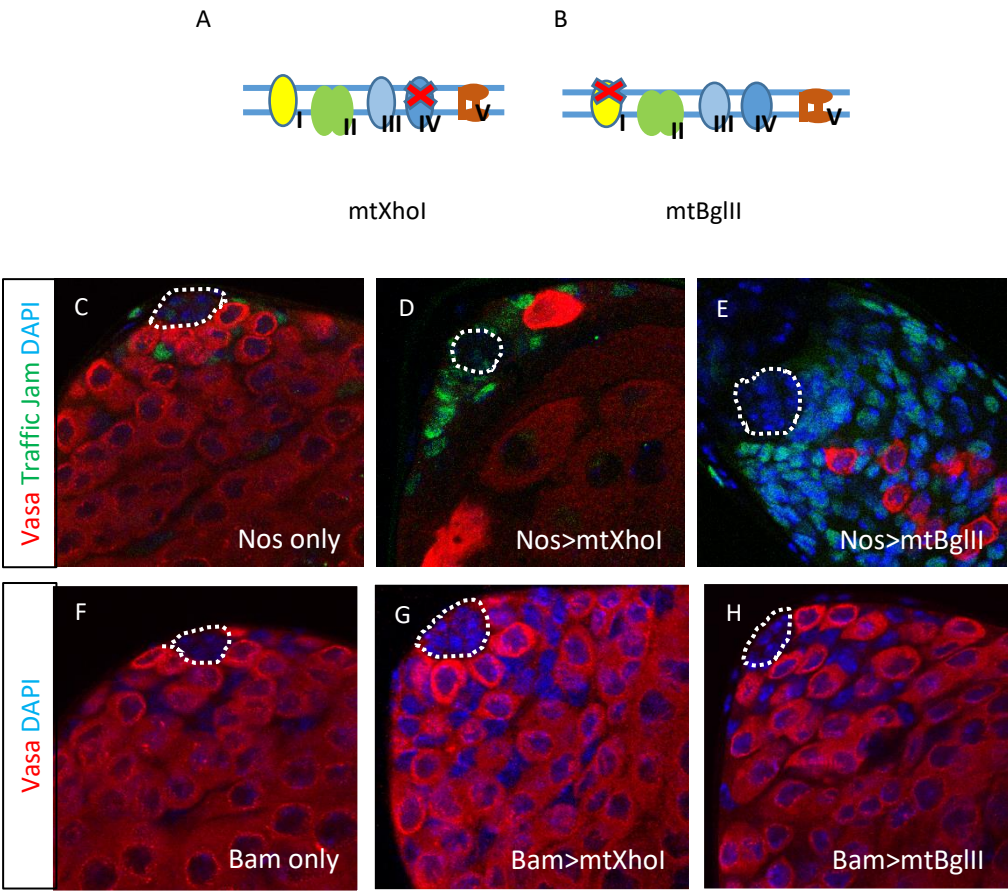 A
B
I II III IV V
I II III IV V
mtXhoI
mtBglII
Vasa Traffic Jam DAPI
C
Nos only
D
Nos>mtXhoI
E
Nos>mtBglII
Vasa DAPI
F
Bam only
G
Bam>mtXhoI
H
Bam>mtBglII